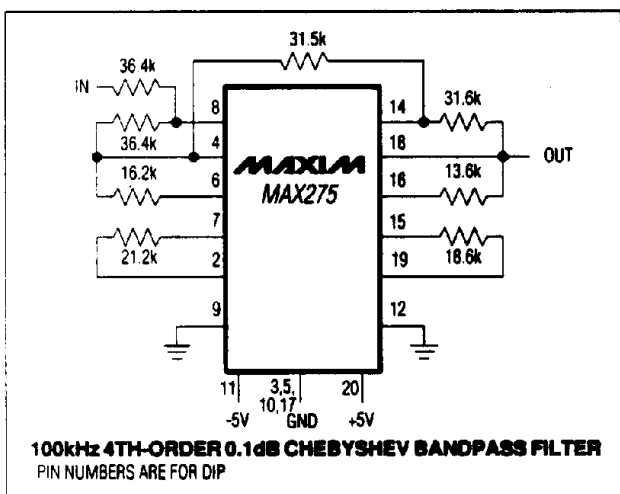 31.5k
36.4k
IN
8
14
31.6k
36.4k
4
18
OUT
16.2k
MAXIM
MAX275
6
16
13.6k
7
15
21.2k
2
19
18.6k
9
12
11
3,5,
10,17
20
-5V
GND
+5V
100kHz 4TH-ORDER 0.1dB CHEBYSHEV BANDPASS FILTER
PIN NUMBERS ARE FOR DIP